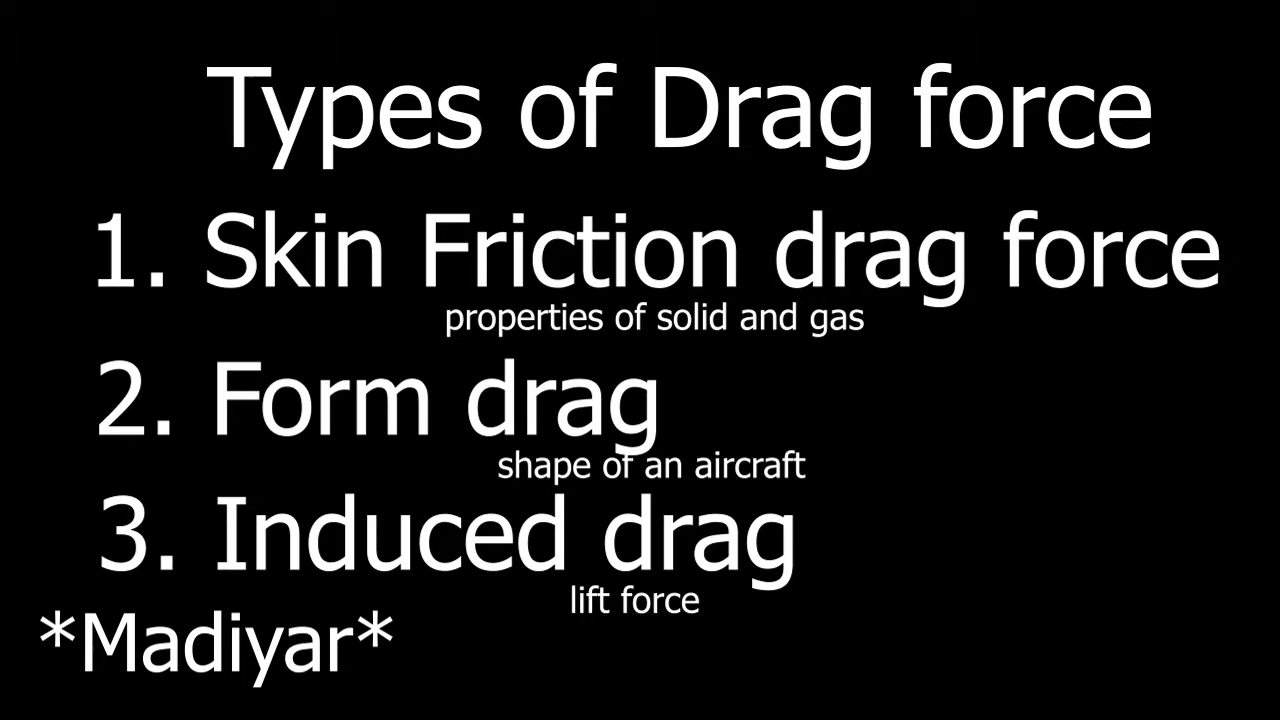 Types of Drag force
1. Skin Friction drag force
properties of solid and gas
2. Form drag
shape of an aircraft
3. Induced drag
lift force
*Madiyar*